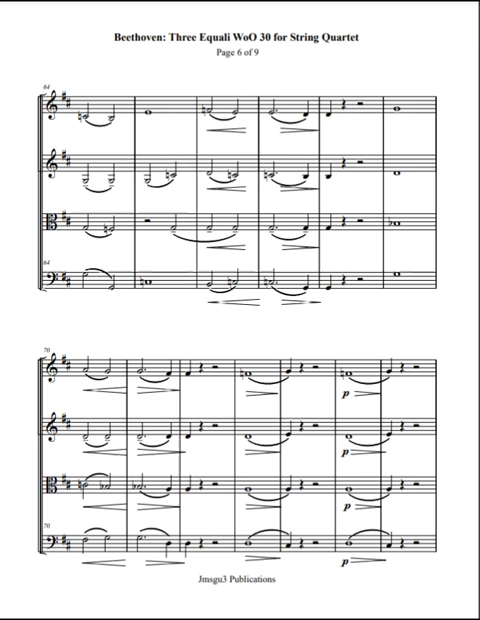 Beethoven: Three Equali WoO 30 for String Quartet
Page 6 of 9
64
64
70
p
p
p
70
p
Jmsgu3 Publications